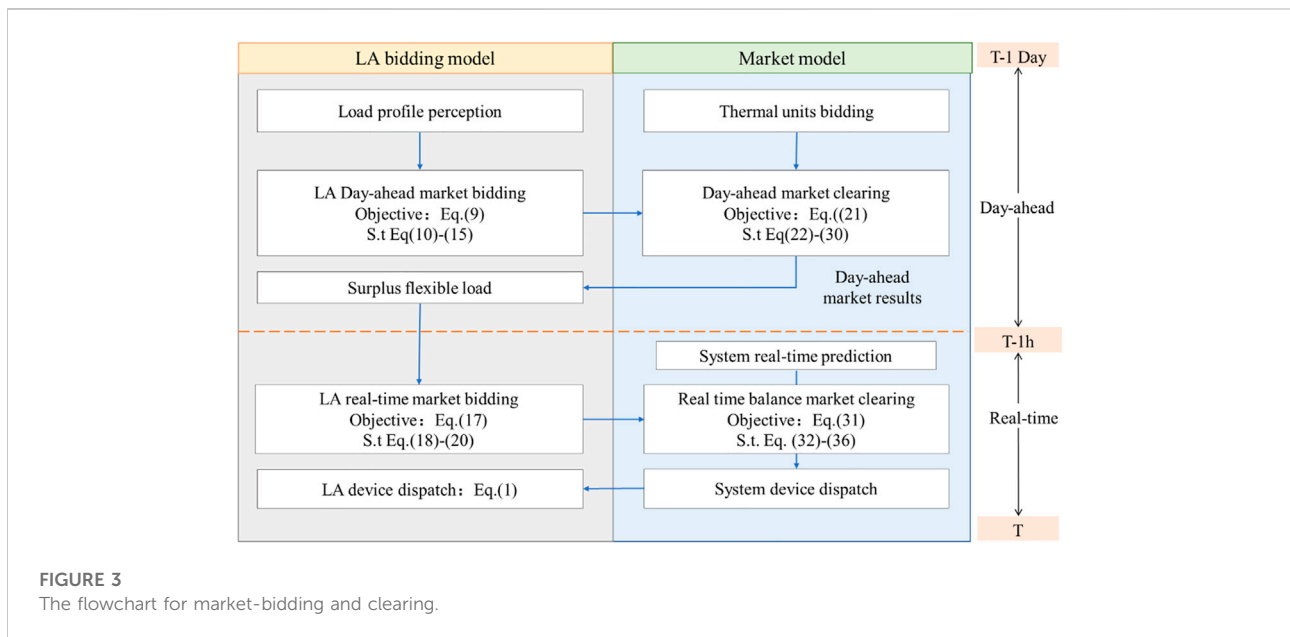 LA bidding model
Market model
T-1 Day
Load profile perception
Thermal units bidding
LA Day-ahead market bidding
Objective：Eq.(9)
S.t Eq(10)-(15)
Day-ahead market clearing
Objective：Eq.((21)
S.t Eq(22)-(30)
Day-ahead
Surplus flexible load
Day-ahead
market results
T-1h
System real-time prediction
LA real-time market bidding
Objective：Eq.(17)
S.t Eq.(18)-(20)
Real time balance market clearing
Objective：Eq.(31)
S.t. Eq. (32)-(36)
Real-time
LA device dispatch：Eq.(1)
System device dispatch
T
FIGURE 3
The flowchart for market-bidding and clearing.